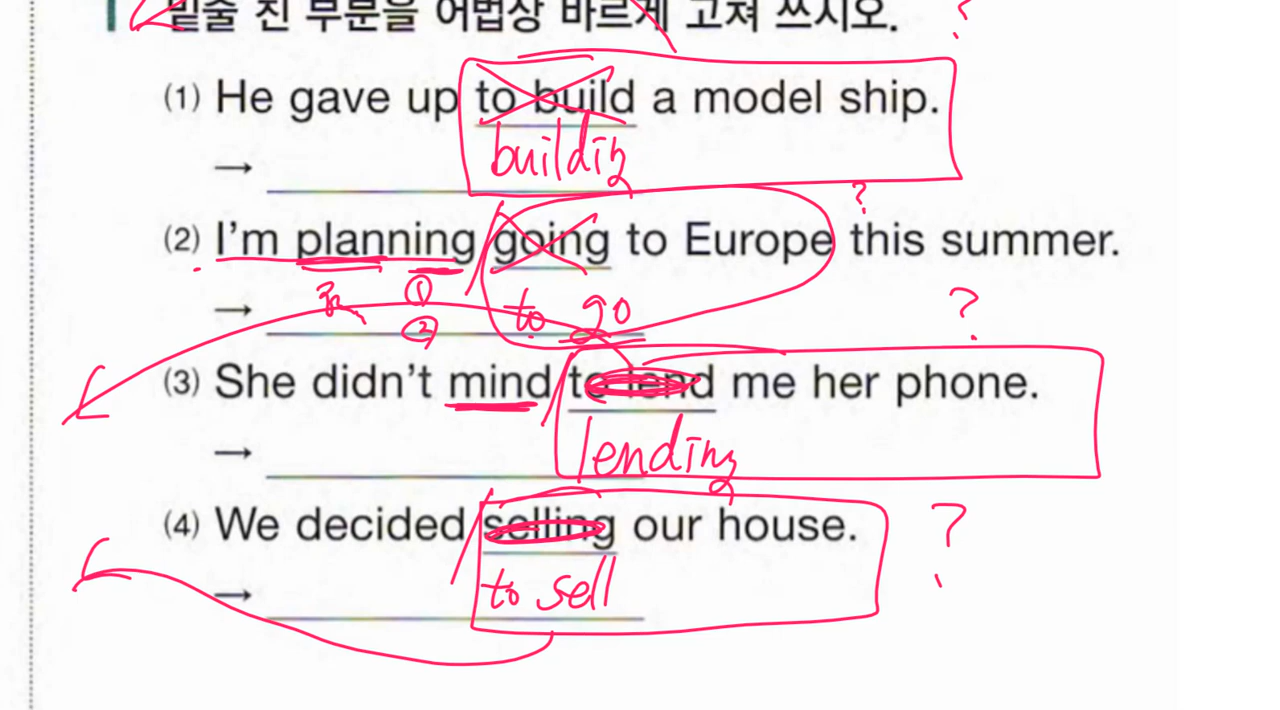 1 밑줄 친 부분을 어법상 바르게 고쳐 쓰시오. ?
(1) He gave up to build a model ship.
→ building
(2) I'm planning going to Europe this summer. ?
→ ① ② to go ?
(3) She didn't mind to lend me her phone.
→ lending
(4) We decided selling our house. ?
→ to sell